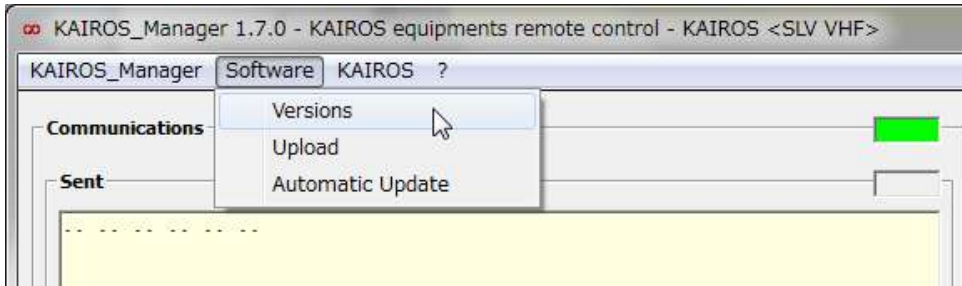 KAIROS_Manager 1.7.0 - KAIROS equipments remote control - KAIROS <SLV VHF>
KAIROS_Manager Software KAIROS ?
Versions
Communications
Upload
Sent
Automatic Update
-- -- -- -- -- --